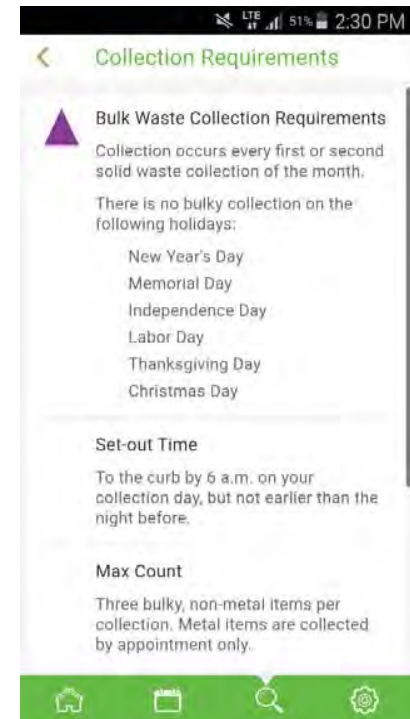 LTE 51% 2:30 PM
Collection Requirements
Bulk Waste Collection Requirements
Collection occurs every first or second
solid waste collection of the month.
There is no bulky collection on the
following holidays:
New Year's Day
Memorial Day
Independence Day
Labor Day
Thanksgiving Day
Christmas Day
Set-out Time
To the curb by 6 a.m. on your
collection day, but not earlier than the
night before.
Max Count
Three bulky, non-metal items per
collection. Metal items are collected
by appointment only.